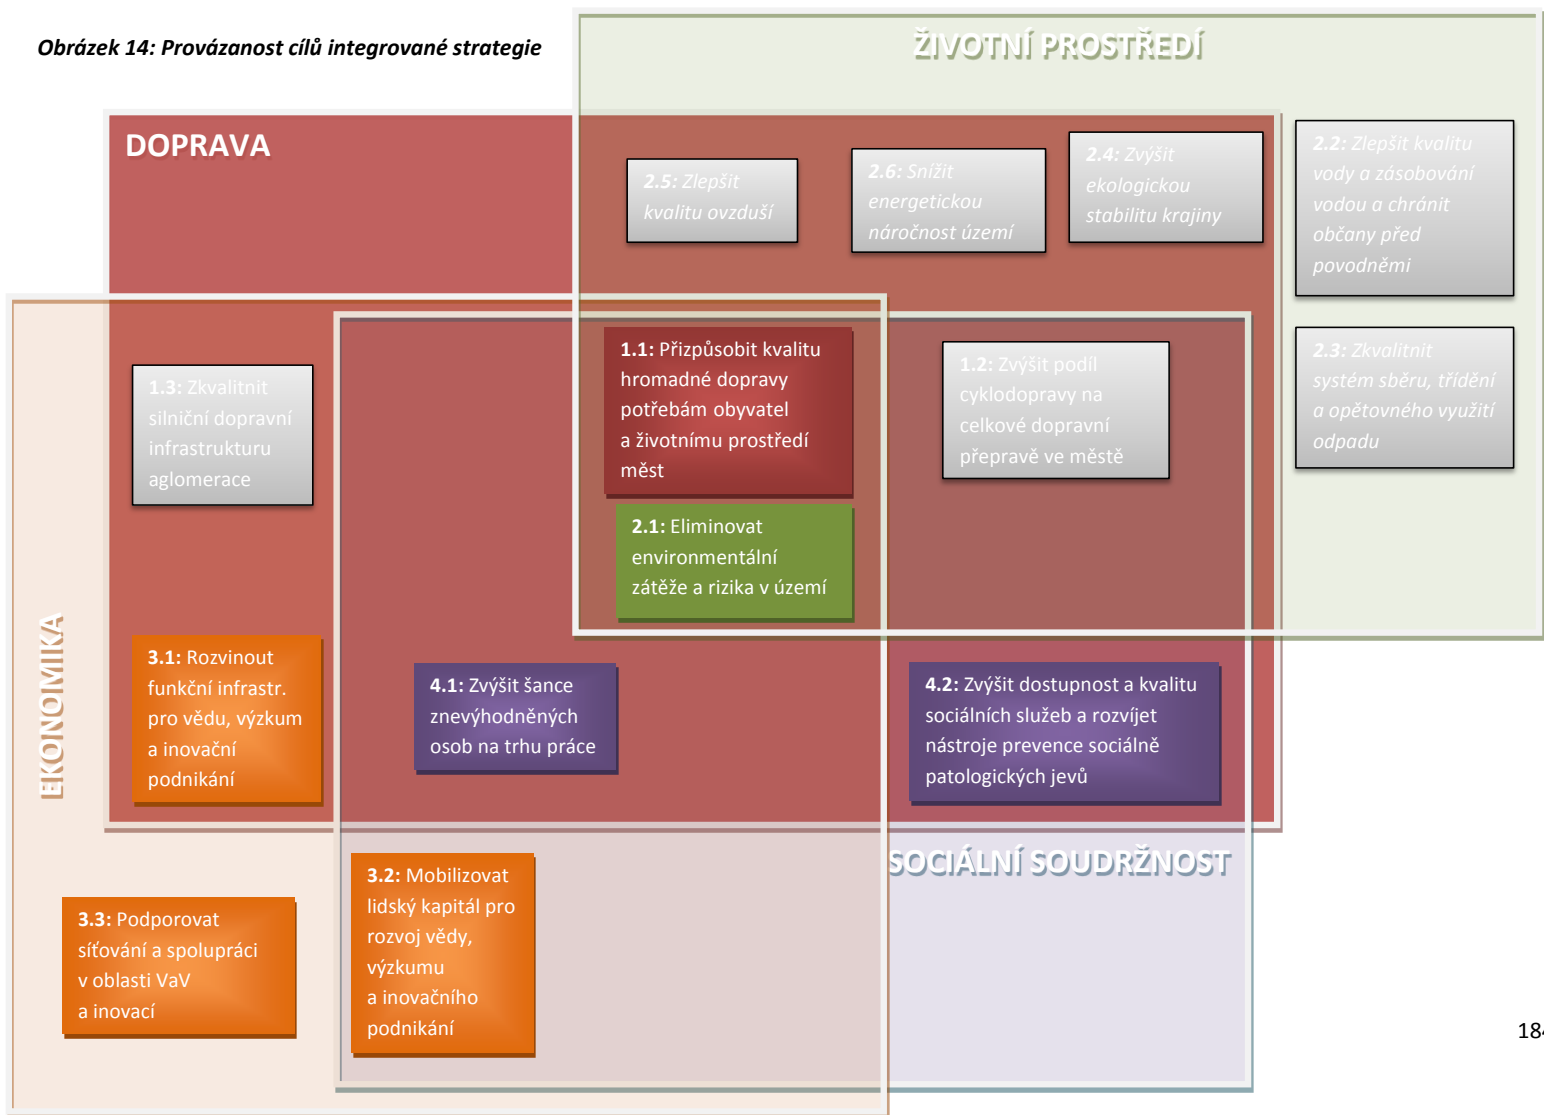 Obrázek 14: Provázanost cílů integrované strategie
ŽIVOTNÍ PROSTŘEDÍ
DOPRAVA
2.5: Zlepšit
kvalitu ovzduší
2.6: Snížit
energetickou
náročnost území
2.4: Zvýšit
ekologickou
stabilitu krajiny
2.2: Zlepšit kvalitu
vody a zásobování
vodou a chránit
občany před
povodněmi
1.3: Zkvalitnit
silniční dopravní
infrastrukturu
aglomerace
1.1: Přizpůsobit kvalitu
hromadné dopravy
potřebám obyvatel
a životnímu prostředí
měst
1.2: Zvýšit podíl
cyklodopravy na
celkové dopravní
přepravě ve městě
2.3: Zkvalitnit
systém sběru, třídění
a opětovného využití
odpadu
2.1: Eliminovat
environmentální
zátěže a rizika v území
EKONOMIKA
3.1: Rozvinout
funkční infrastr.
pro vědu, výzkum
a inovační
podnikání
4.1: Zvýšit šance
znevýhodněných
osob na trhu práce
4.2: Zvýšit dostupnost a kvalitu
sociálních služeb a rozvíjet
nástroje prevence sociálně
patologických jevů
SOCIÁLNÍ SOUDRŽNOST
3.3: Podporovat
síťování a spolupráci
v oblasti VaV
a inovací
3.2: Mobilizovat
lidský kapitál pro
rozvoj vědy,
výzkumu
a inovačního
podnikání
184